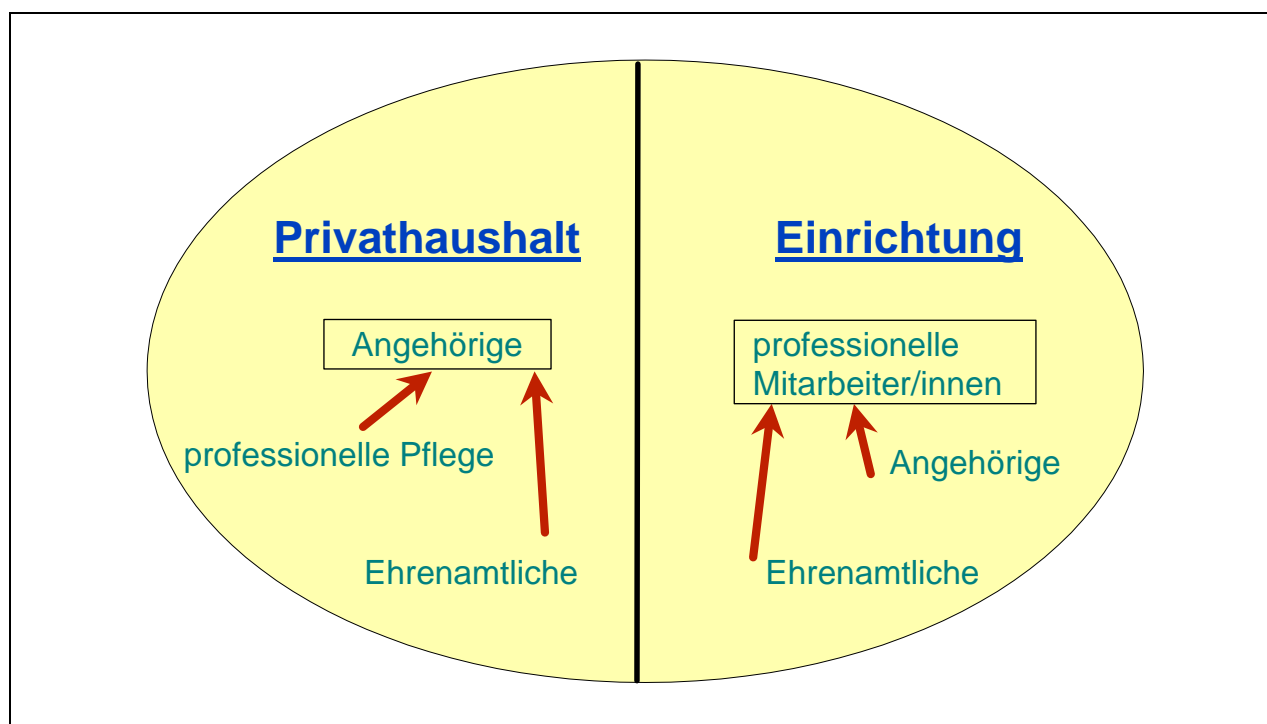 Privathaushalt
Angehörige
professionelle Pflege
Ehrenamtliche
Einrichtung
professionelle
Mitarbeiter/innen
Angehörige
Ehrenamtliche